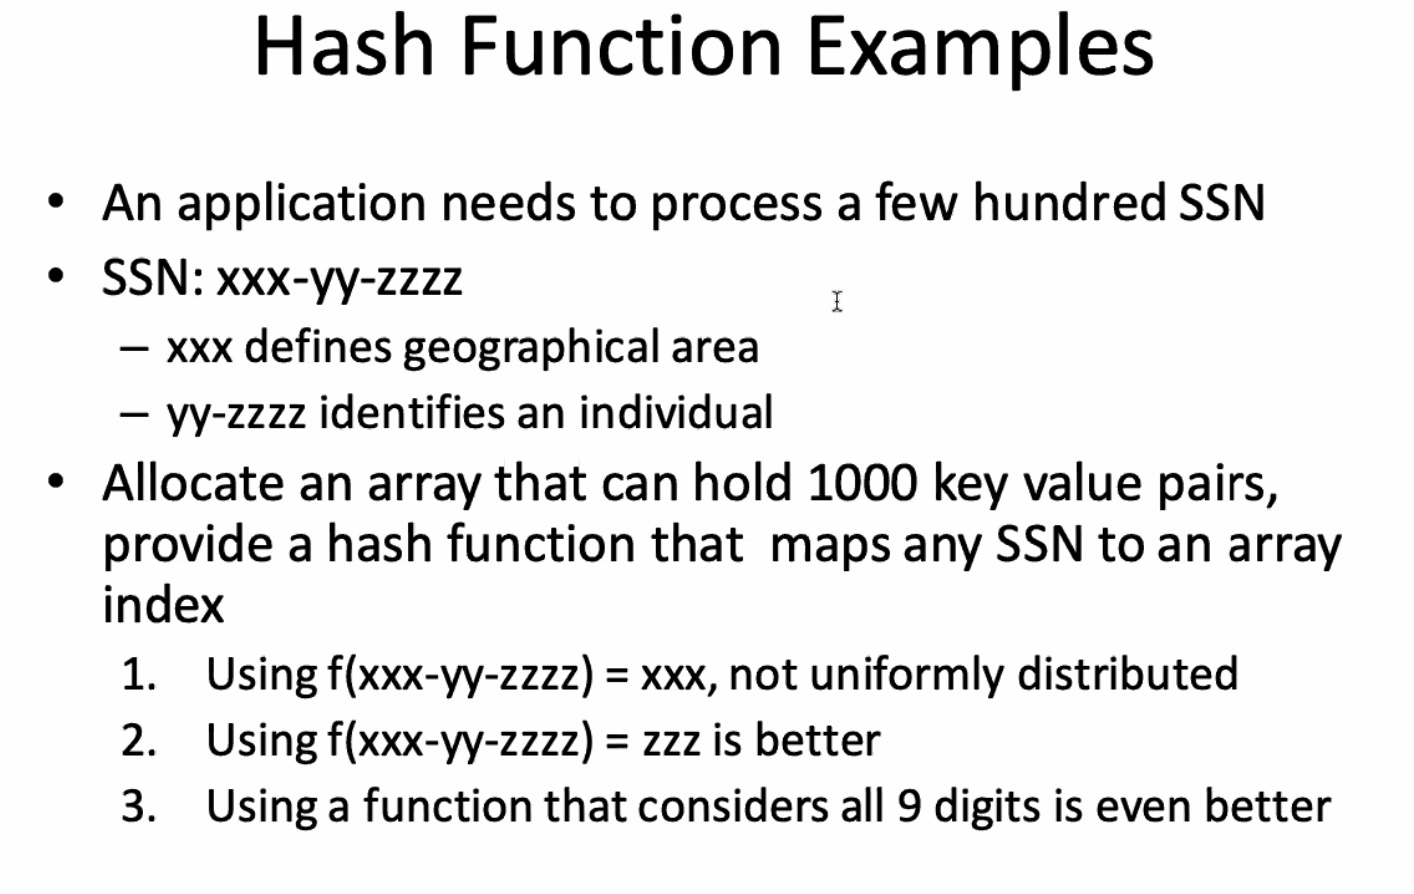 Hash Function Examples
• An application needs to process a few hundred SSN
• SSN: xxx-yy-zzzz
– xxx defines geographical area
– yy-zzzz identifies an individual
• Allocate an array that can hold 1000 key value pairs,
provide a hash function that maps any SSN to an array
index
1. Using f(xxx-yy-zzzz) = xxx, not uniformly distributed
2. Using f(xxx-yy-zzzz) = zzz is better
3. Using a function that considers all 9 digits is even better